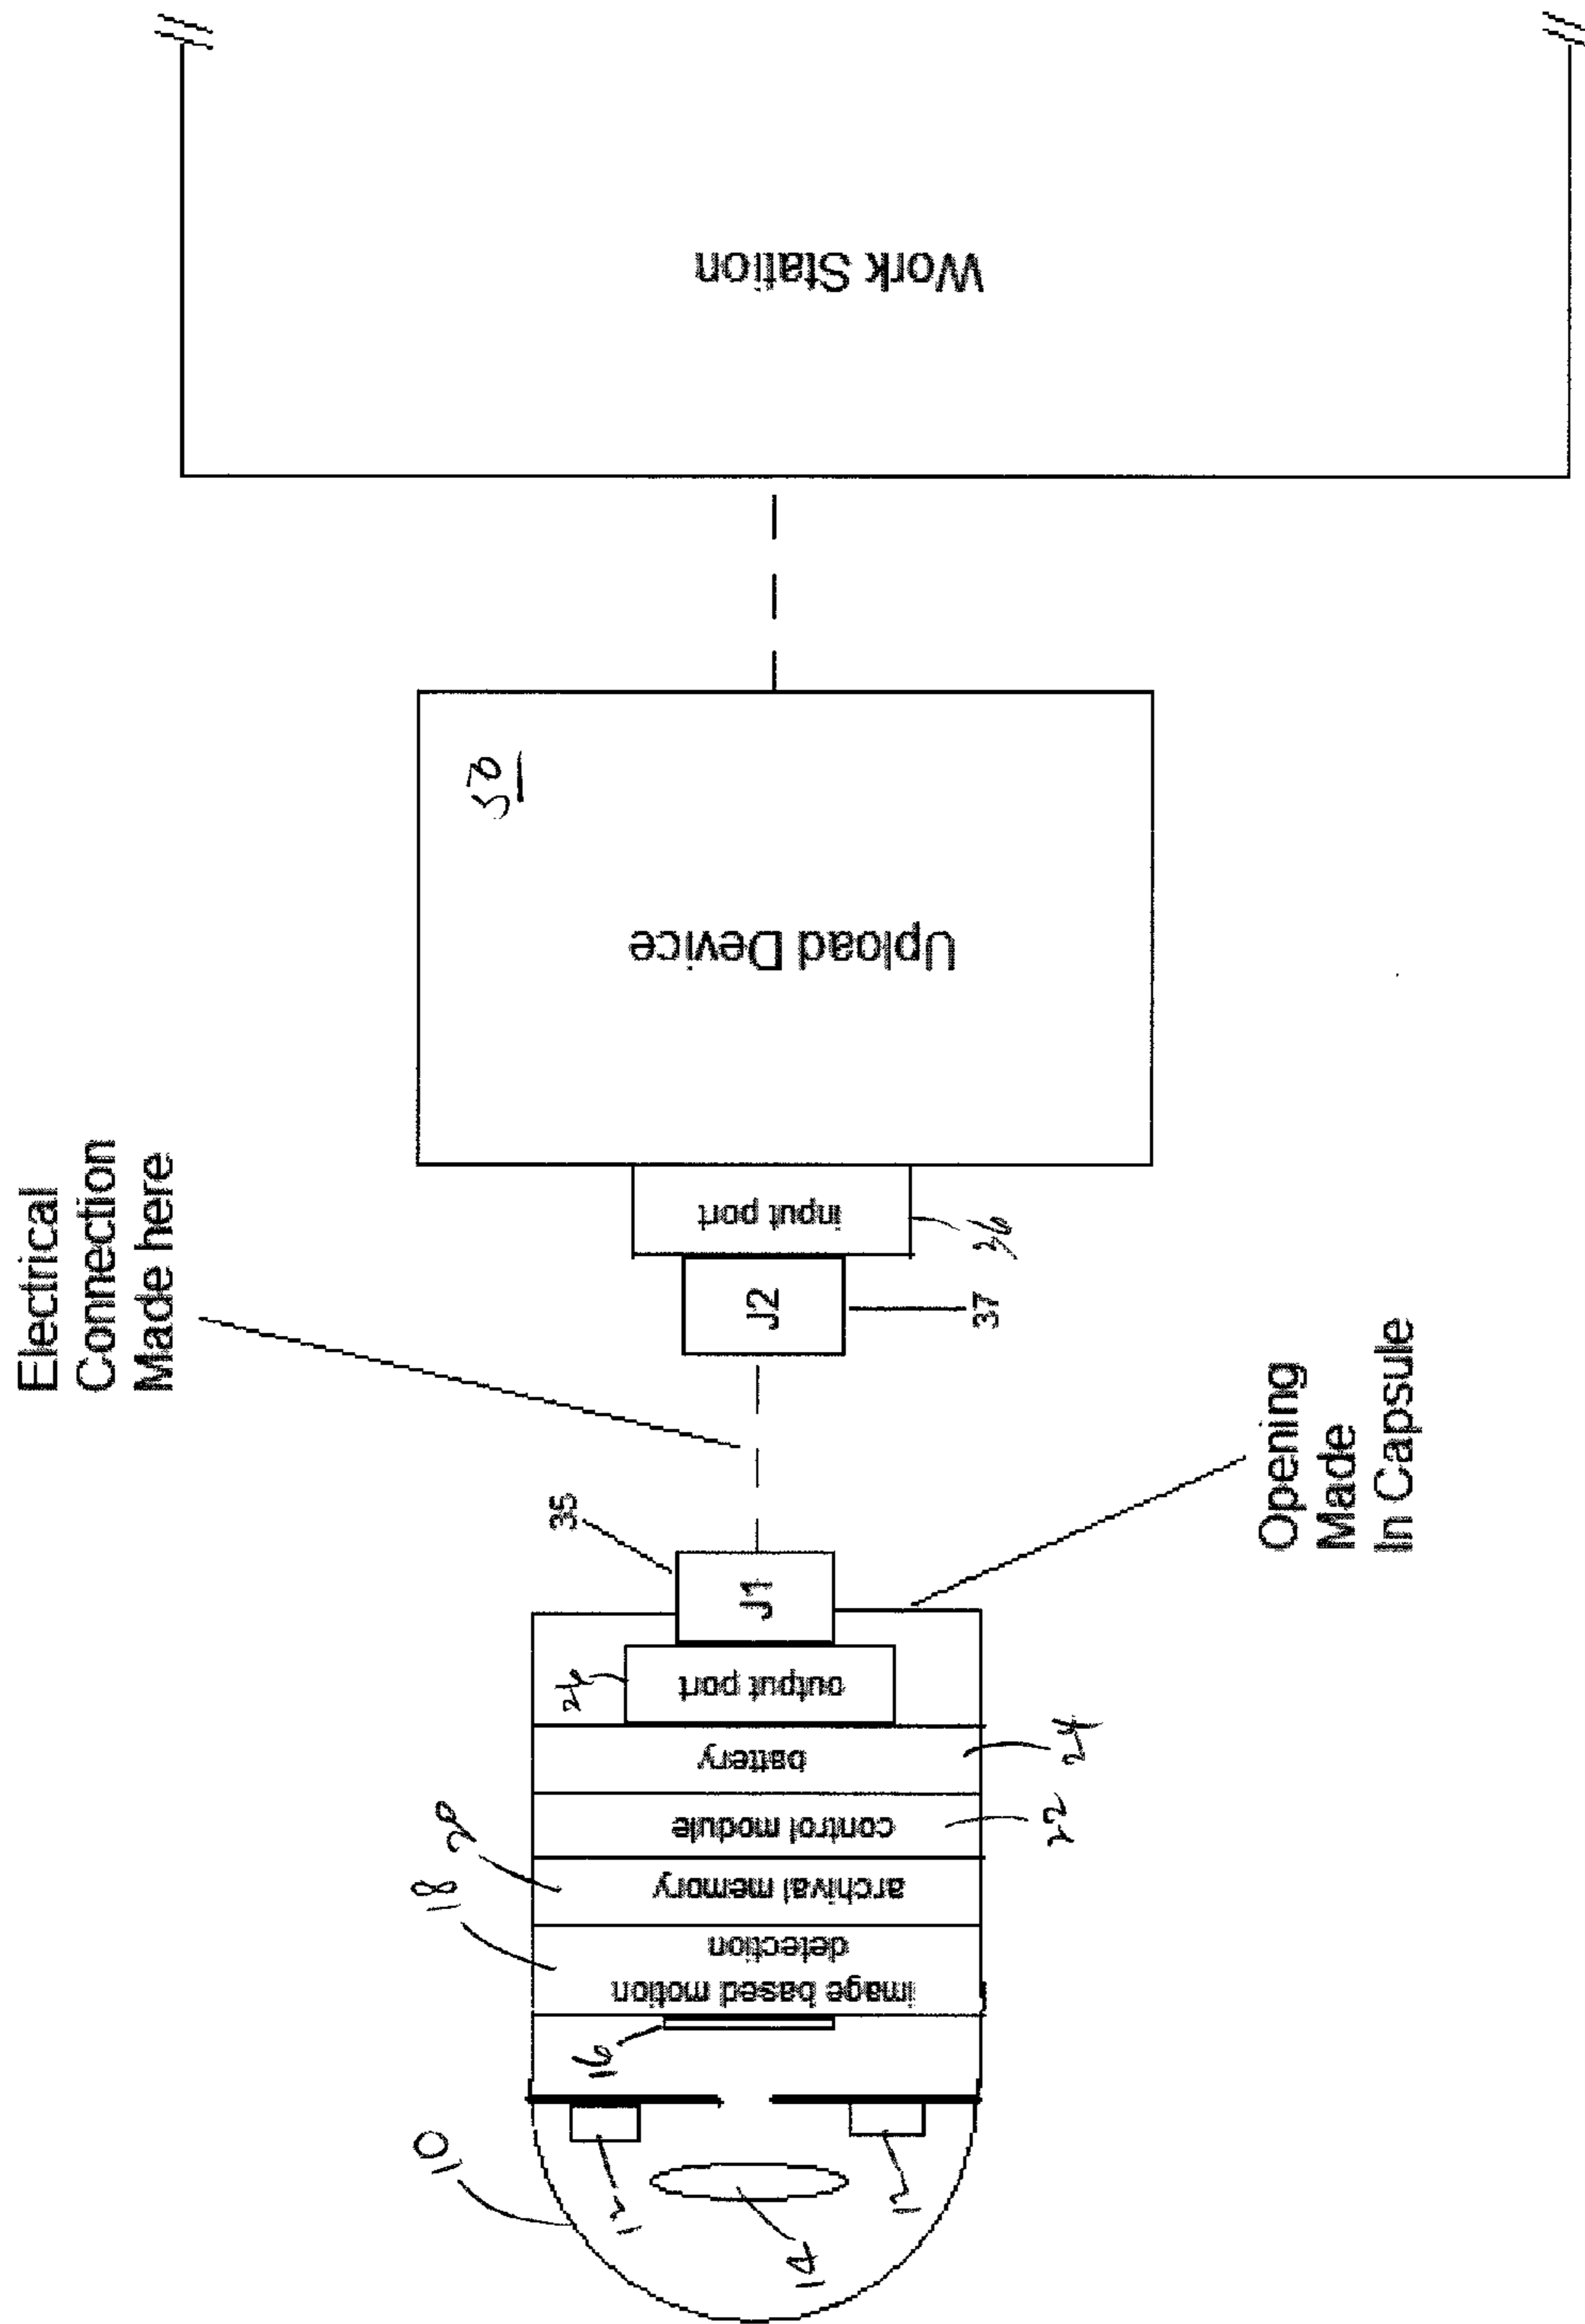 Electrical
Connection
Made here
Work Station
Upload Device
50
input port
36
J2
37
35
J1
output port
26
battery
24
control module
22
archival memory
20
image based motion
detection
18
16
12
12
14
10
Opening
Made
In Capsule